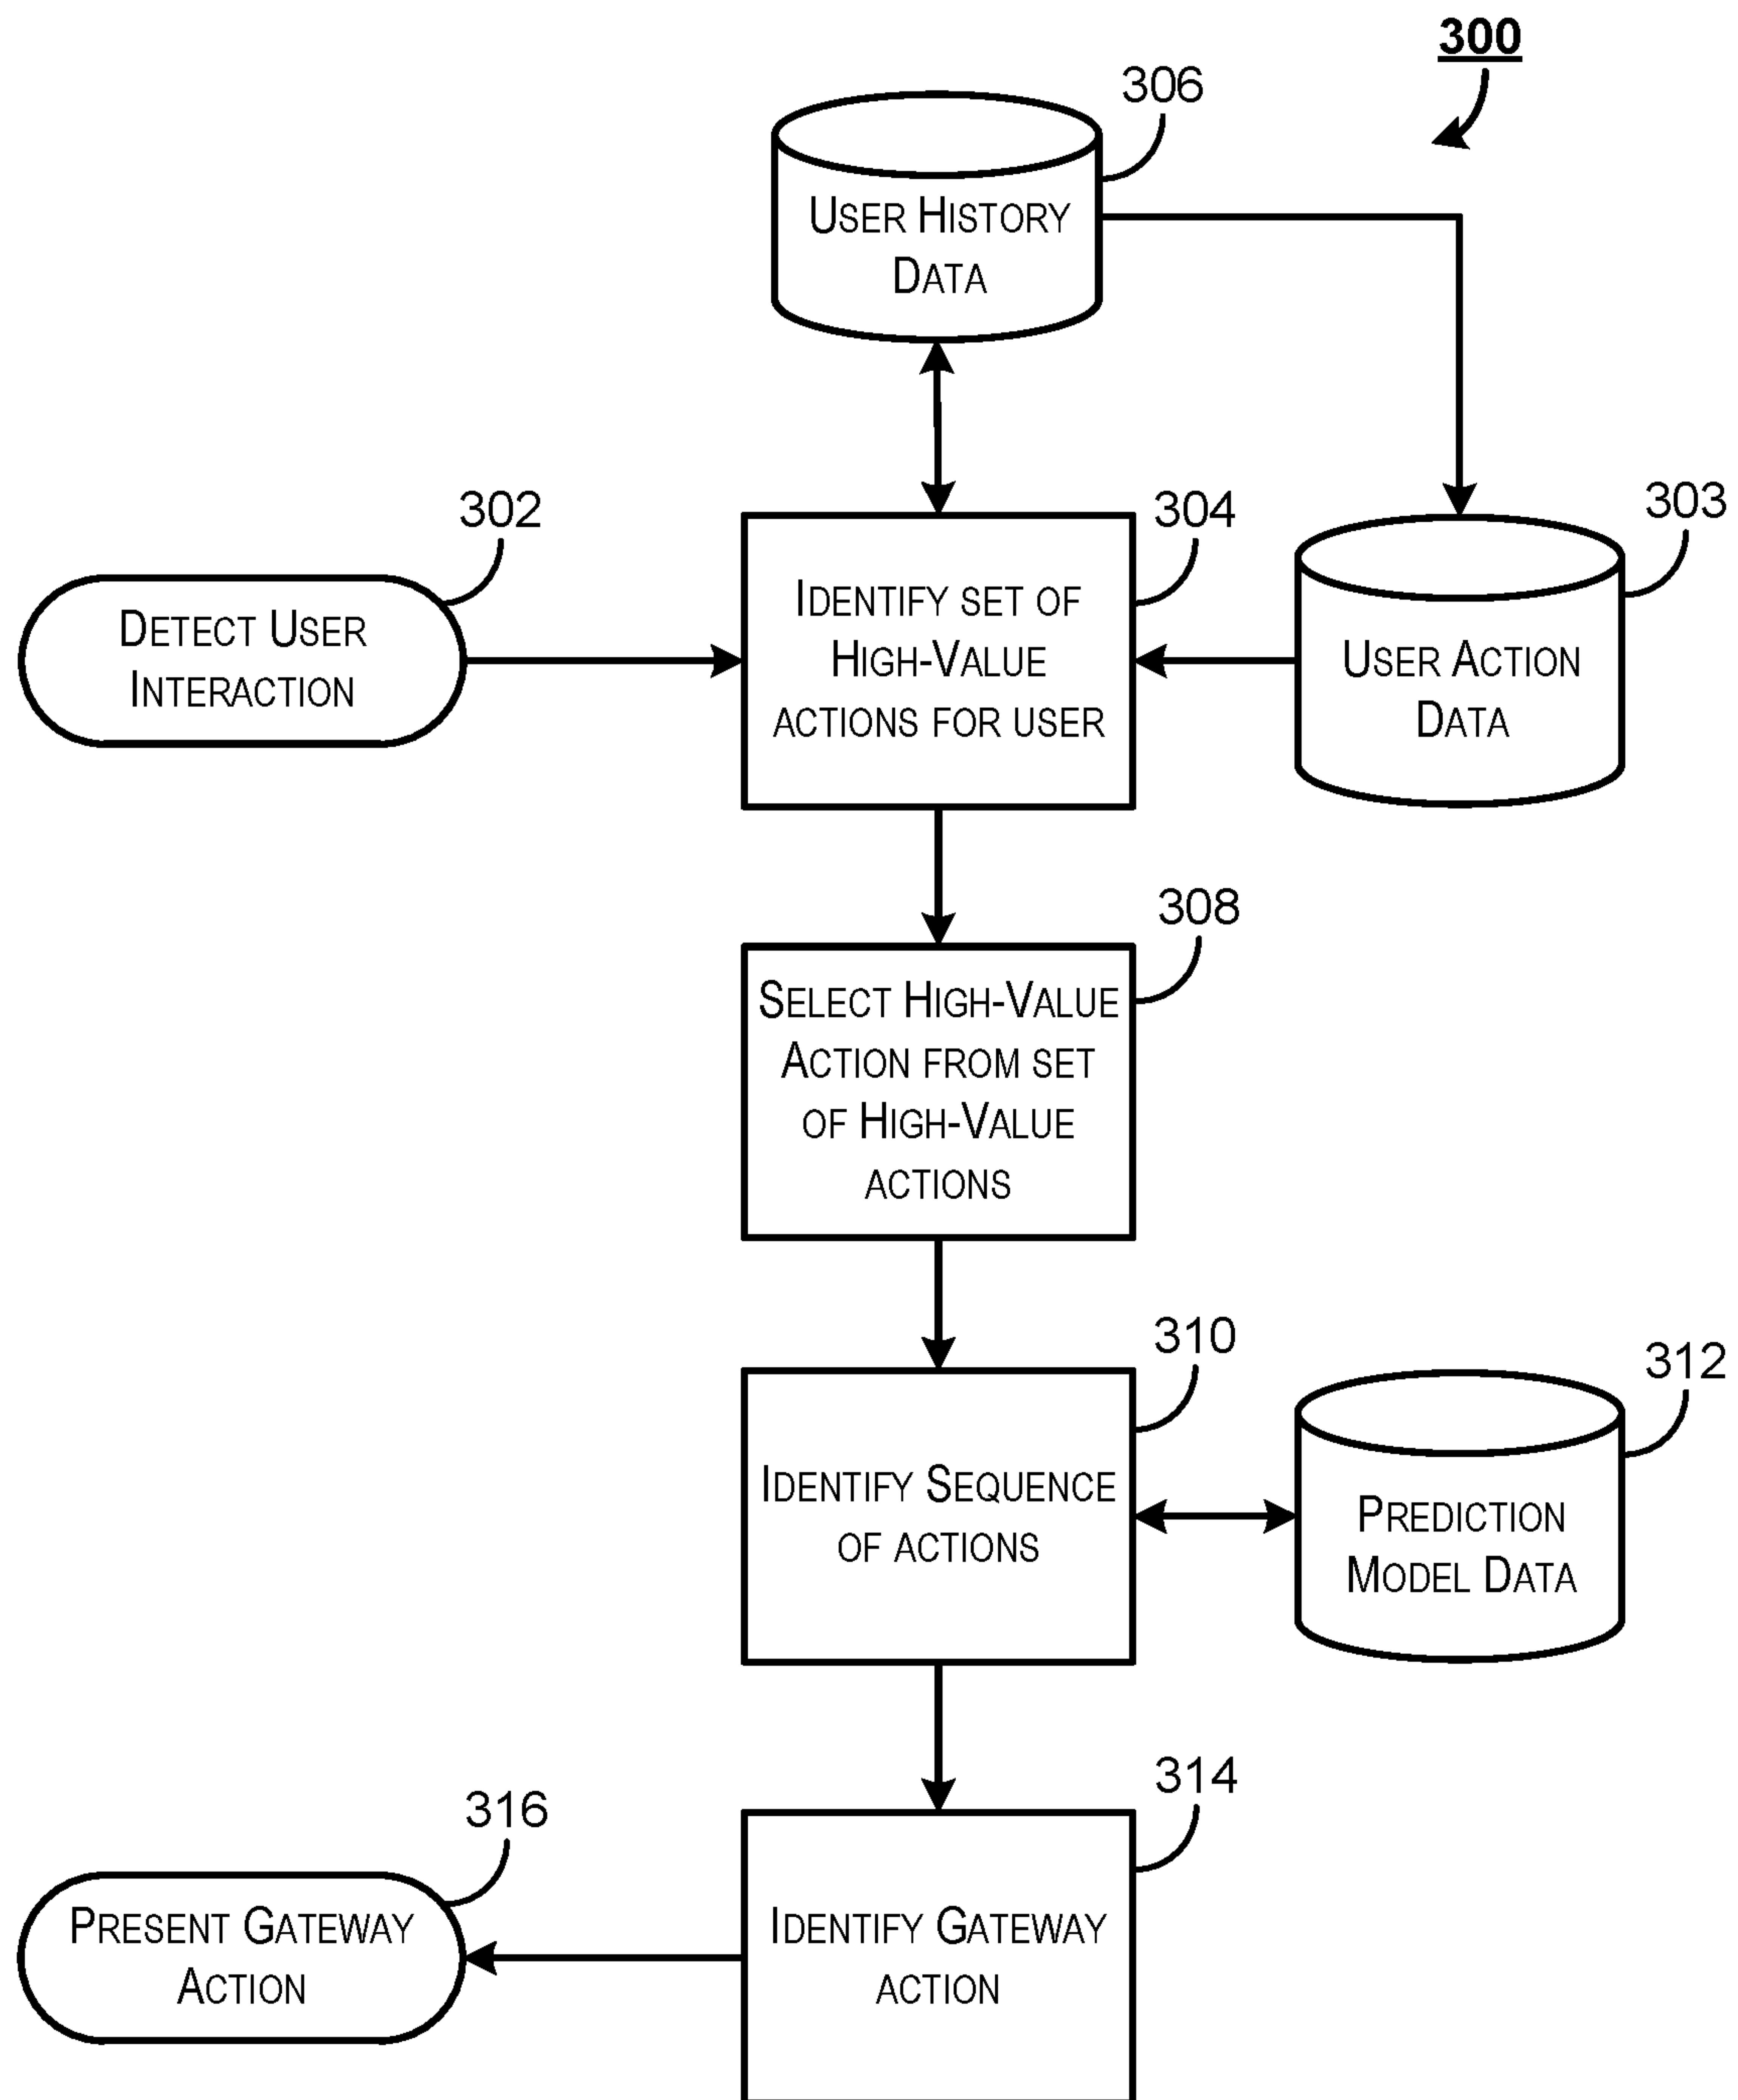 300
306
User History
Data
302
304
303
Detect User
Interaction
Identify set of
High-Value
actions for user
User Action
Data
308
Select High-Value
Action from set
of High-Value
actions
310
312
Identify Sequence
of actions
Prediction
Model Data
314
316
Present Gateway
Action
Identify Gateway
action